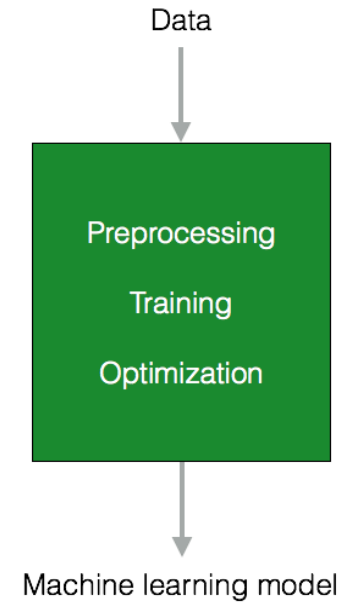 Data
Preprocessing
Training
Optimization
Machine learning model